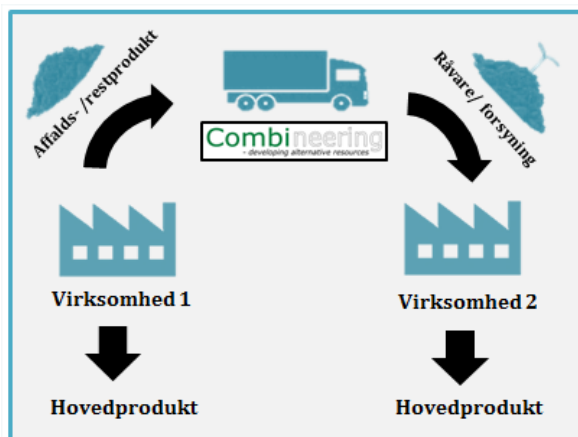 Affalds- /restprodukt
Combineering
- developing alternative resources
Råvare/ forsyning
Virksomhed 1
Virksomhed 2
Hovedprodukt
Hovedprodukt